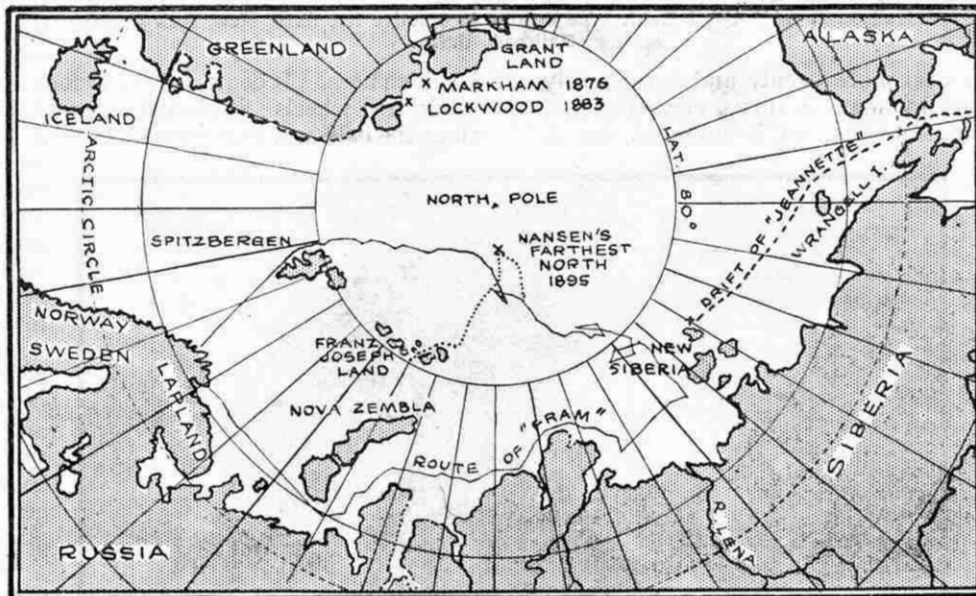 GREENLAND
GRANT
LAND
ALASKA
× MARKHAM 1876
× LOCKWOOD 1883
ICELAND
ARCTIC CIRCLE
LAT. 80°
DRIFT OF "JEANNETTE"
WRANGELL I.
NORTH POLE
SPITZBERGEN
NANSEN'S
FARTHEST
NORTH
1895
NORWAY
SWEDEN
LAPLAND
FRANZ
JOSEPH
LAND
NEW
SIBERIA
NOVA ZEMBLA
ROUTE OF "FRAM"
SIBERIA
R. LENA
RUSSIA